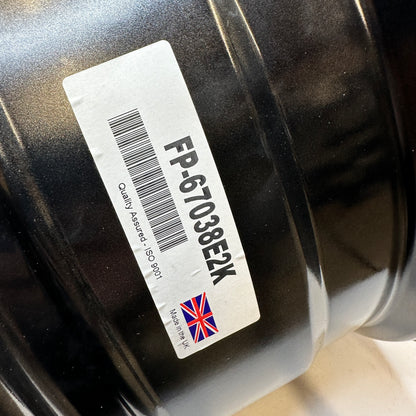 FP-67038E2K
Quality Assured - ISO 9001
Made in the UK